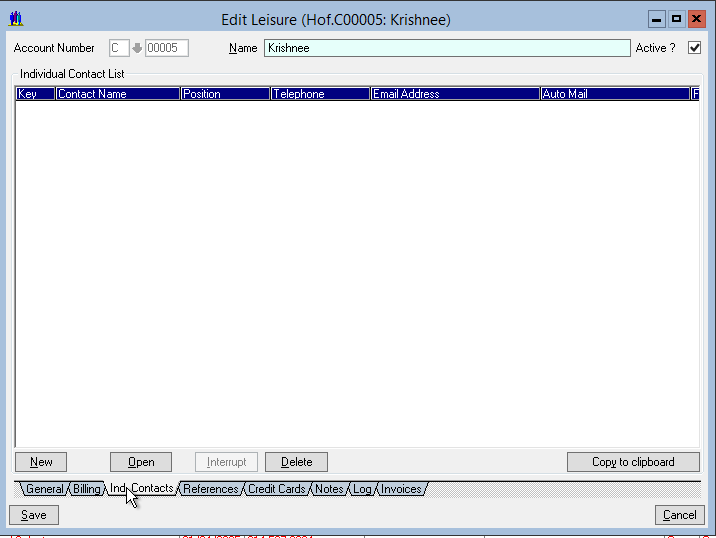 Edit Leisure (Hof.C00005: Krishnee)
Account Number C 00005 Name Krishnee Active ?
Individual Contact List
Key Contact Name Position Telephone Email Address Auto Mail F
New Open Interrupt Delete Copy to clipboard
General Billing Ind. Contacts References Credit Cards Notes Log Invoices
Save Cancel